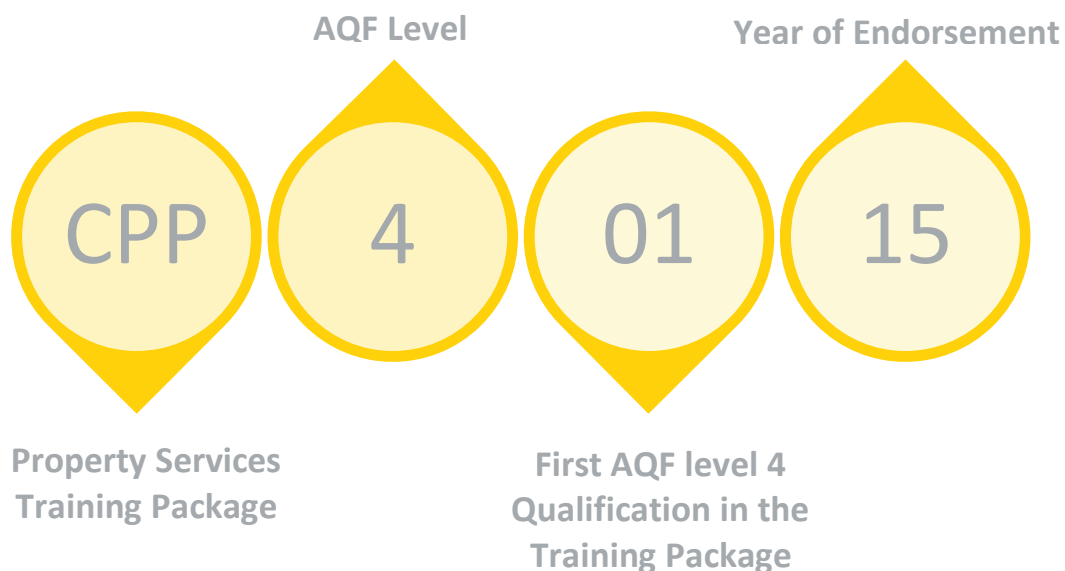 AQF Level
Year of Endorsement
CPP
4
01
15
Property Services
Training Package
First AQF level 4
Qualification in the
Training Package